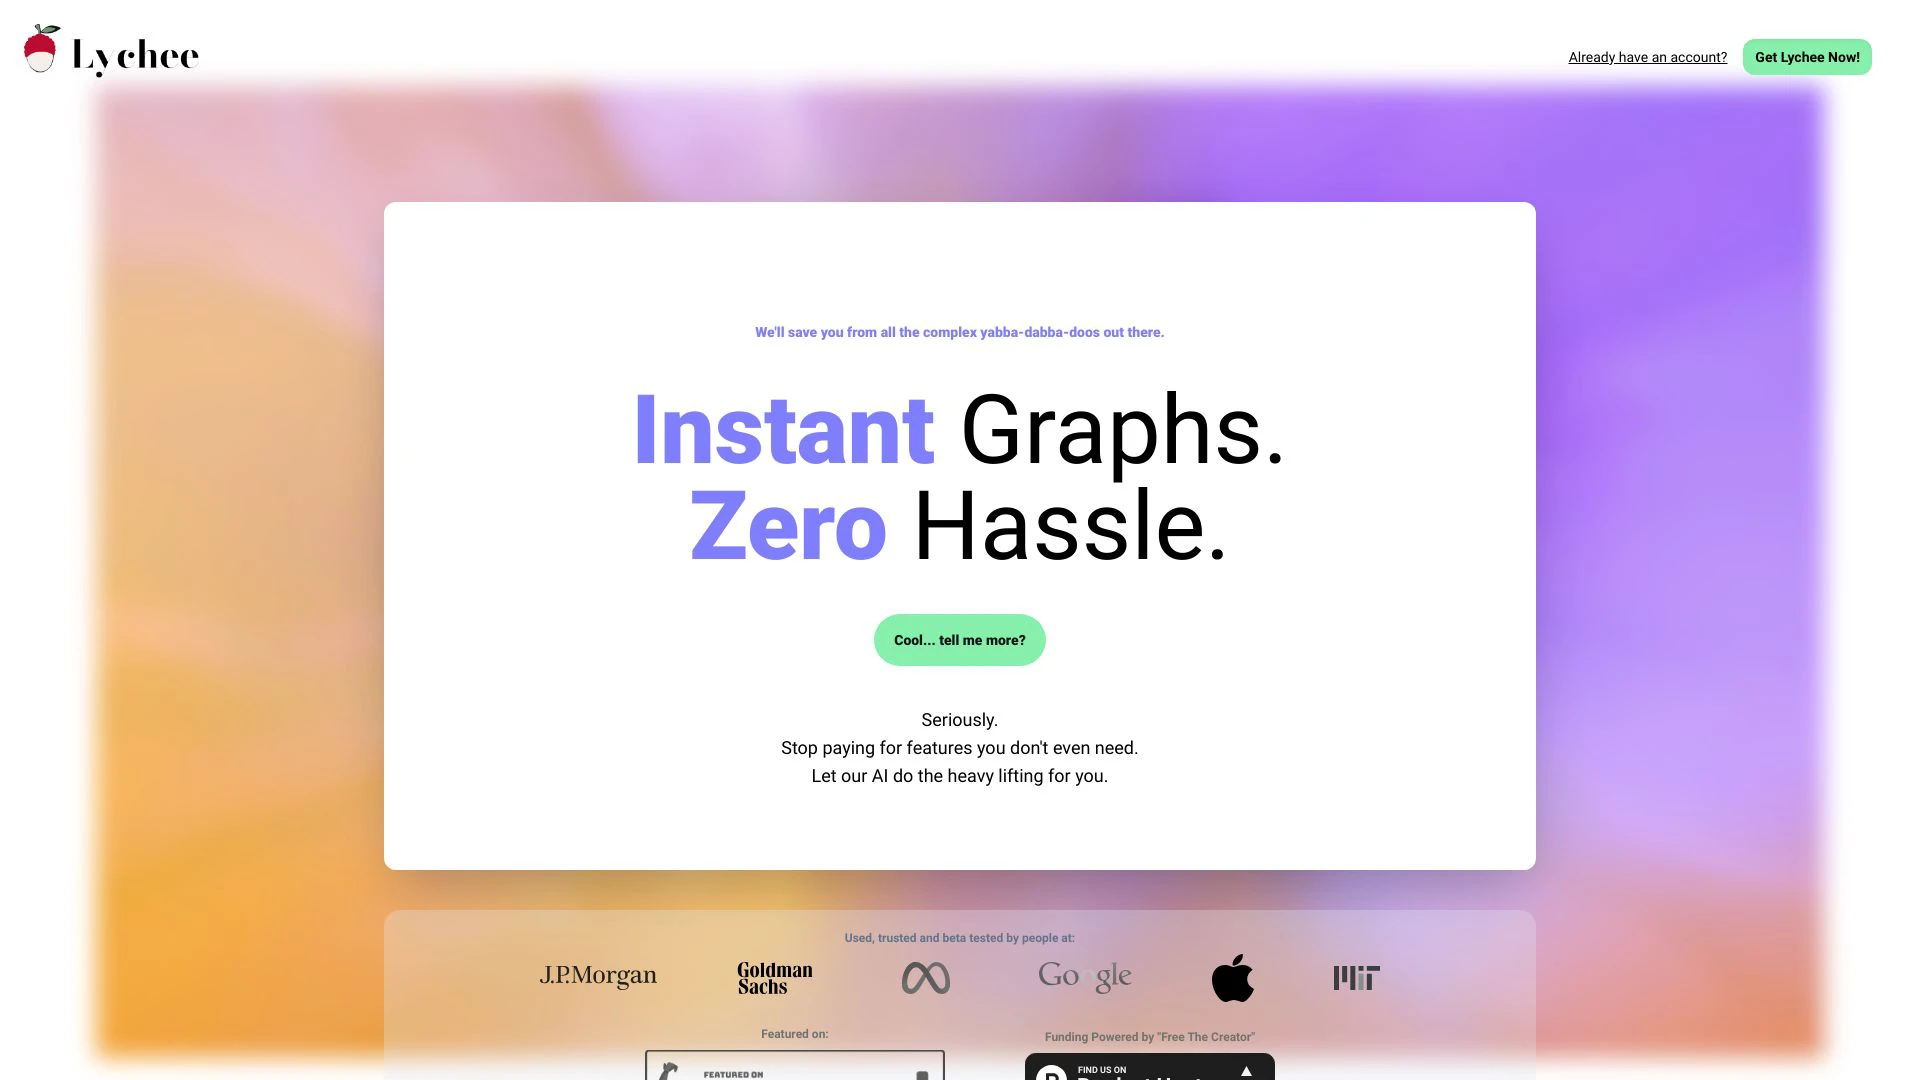 Lychee
Already have an account?
Get Lychee Now!
We'll save you from all the complex yabba-dabba-doos out there.
Instant Graphs.
Zero Hassle.
Cool... tell me more?
Seriously.
Stop paying for features you don't even need.
Let our AI do the heavy lifting for you.
Used, trusted and beta tested by people at:
J.P.Morgan
Goldman
Sachs
Google
MIT
Featured on:
Funding Powered by "Free The Creator"
FEATURED ON
FIND US ON